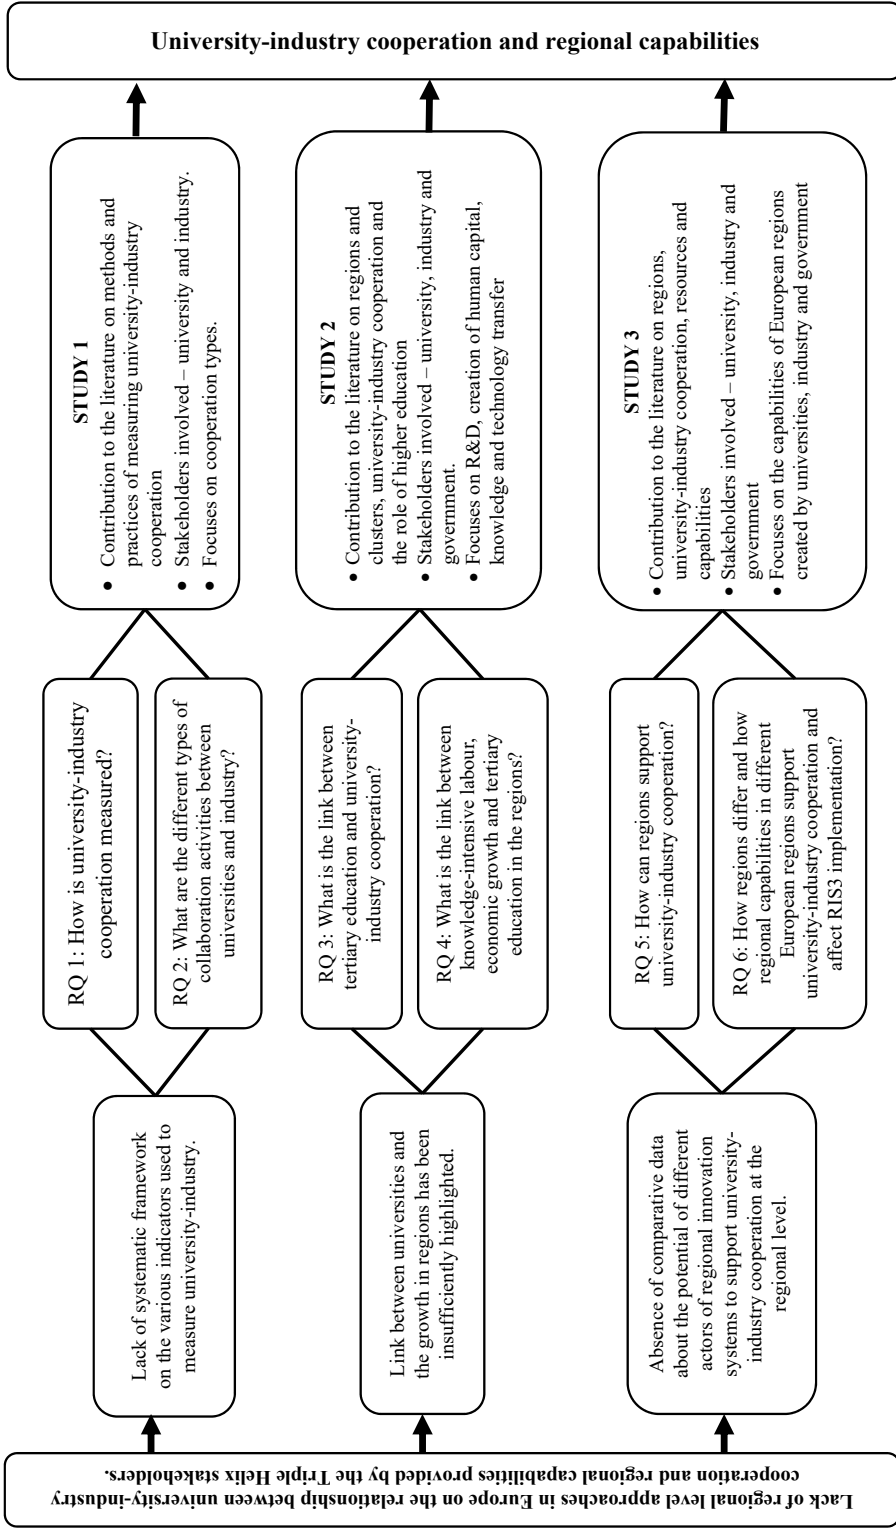 Lack of regional level approaches in Europe on the relationship between university-industry
cooperation and regional capabilities provided by the Triple Helix stakeholders.
Lack of systematic framework
on the various indicators used to
measure university-industry.
Link between universities and
the growth in regions has been
insufficiently highlighted.
Absence of comparative data
about the potential of different
actors of regional innovation
systems to support university-
industry cooperation at the
regional level.
RQ 1: How is university-industry
cooperation measured?
RQ 2: What are the different types of
collaboration activities between
universities and industry?
RQ 3: What is the link between
tertiary education and university-
industry cooperation?
RQ 4: What is the link between
knowledge-intensive labour,
economic growth and tertiary
education in the regions?
RQ 5: How can regions support
university-industry cooperation?
RQ 6: How regions differ and how
regional capabilities in different
European regions support
university-industry cooperation and
affect RIS3 implementation?
STUDY 1
• Contribution to the literature on methods and
practices of measuring university-industry
cooperation
• Stakeholders involved – university and industry.
• Focuses on cooperation types.
STUDY 2
• Contribution to the literature on regions and
clusters, university-industry cooperation and
the role of higher education
• Stakeholders involved – university, industry and
government.
• Focuses on R&D, creation of human capital,
knowledge and technology transfer
STUDY 3
• Contribution to the literature on regions,
university-industry cooperation, resources and
capabilities
• Stakeholders involved – university, industry and
government
• Focuses on the capabilities of European regions
created by universities, industry and government
University-industry cooperation and regional capabilities